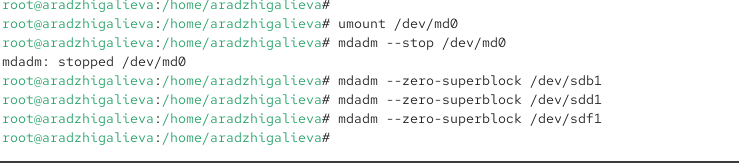 root@aradzhigalieva:/home/aradzhigalieva#
root@aradzhigalieva:/home/aradzhigalieva# umount /dev/md0
root@aradzhigalieva:/home/aradzhigalieva# mdadm --stop /dev/md0
mdadm: stopped /dev/md0
root@aradzhigalieva:/home/aradzhigalieva# mdadm --zero-superblock /dev/sdb1
root@aradzhigalieva:/home/aradzhigalieva# mdadm --zero-superblock /dev/sdd1
root@aradzhigalieva:/home/aradzhigalieva# mdadm --zero-superblock /dev/sdf1
root@aradzhigalieva:/home/aradzhigalieva#